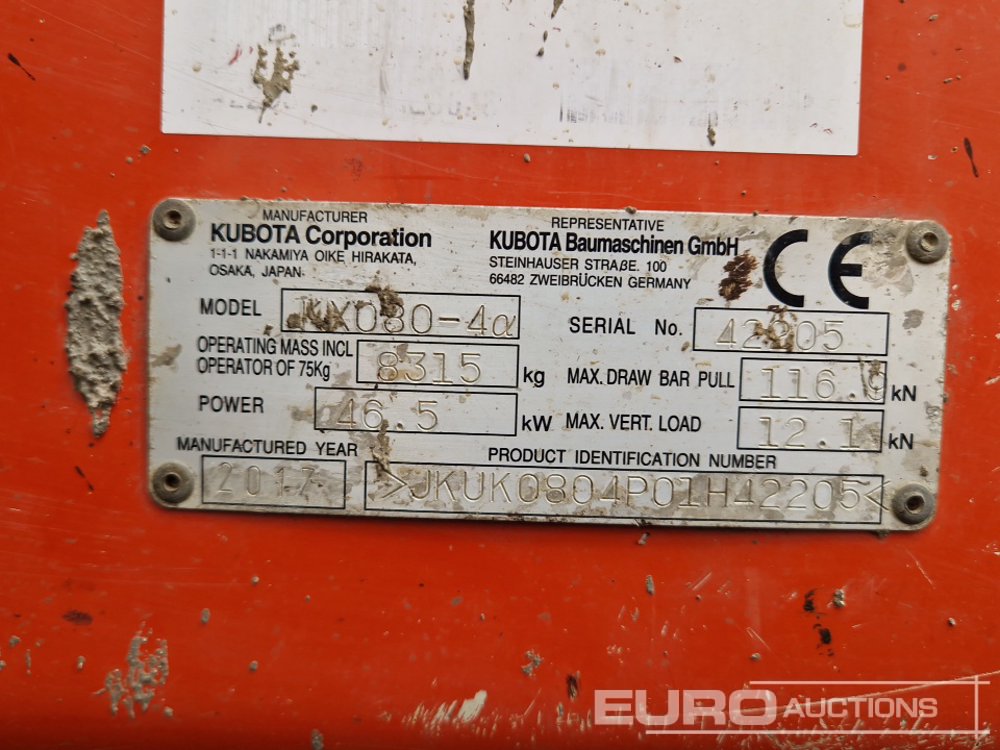 MANUFACTURER
KUBOTA Corporation
1-1-1 NAKAMIYA OIKE HIRAKATA,
OSAKA, JAPAN
REPRESENTATIVE
KUBOTA Baumaschinen GmbH
STEINHAUSER STRAßE. 100
66482 ZWEIBRÜCKEN GERMANY
CE
MODEL KX080-4α
SERIAL No. 42205
OPERATING MASS INCL
OPERATOR OF 75Kg 8315 kg
MAX. DRAW BAR PULL 116.9 kN
POWER 46.5 kW
MAX. VERT. LOAD 12.1 kN
MANUFACTURED YEAR
2017
PRODUCT IDENTIFICATION NUMBER
>JKUK0804P01H42205<
EURO AUCTIONS